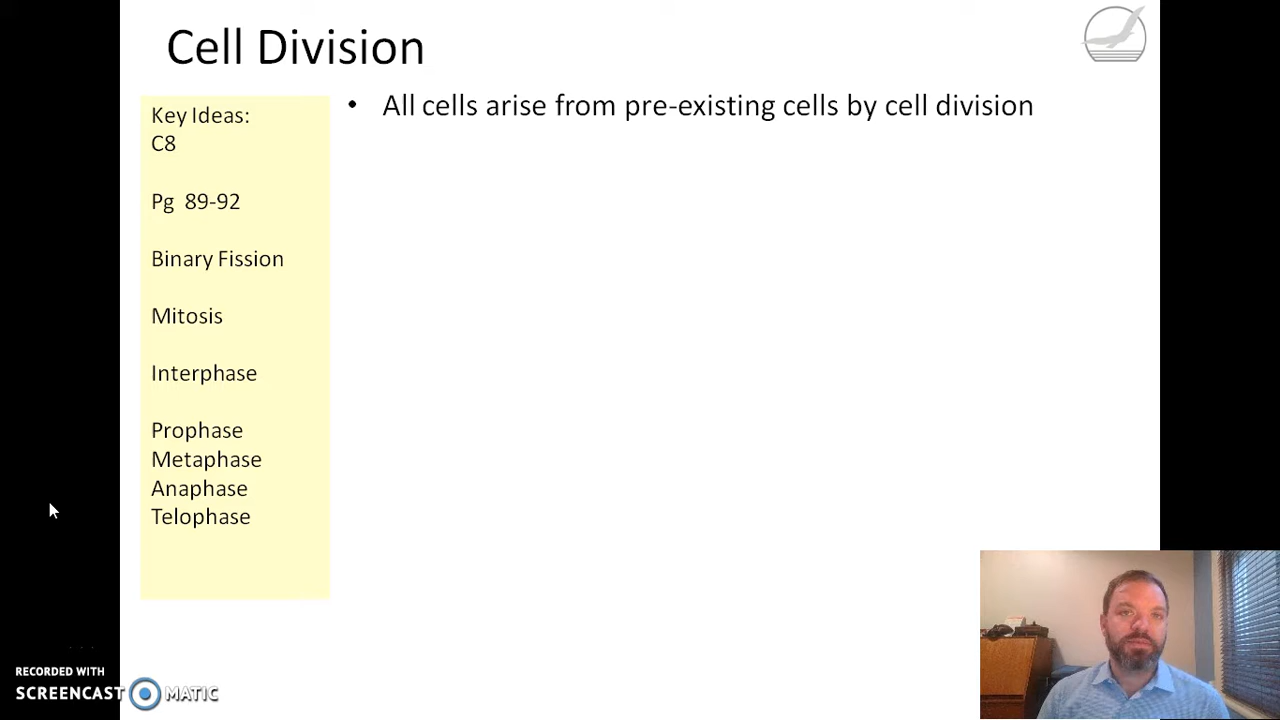 Cell Division
Key Ideas:
C8
Pg 89-92
Binary Fission
Mitosis
Interphase
Prophase
Metaphase
Anaphase
Telophase
• All cells arise from pre-existing cells by cell division
RECORDED WITH
SCREENCAST MATIC